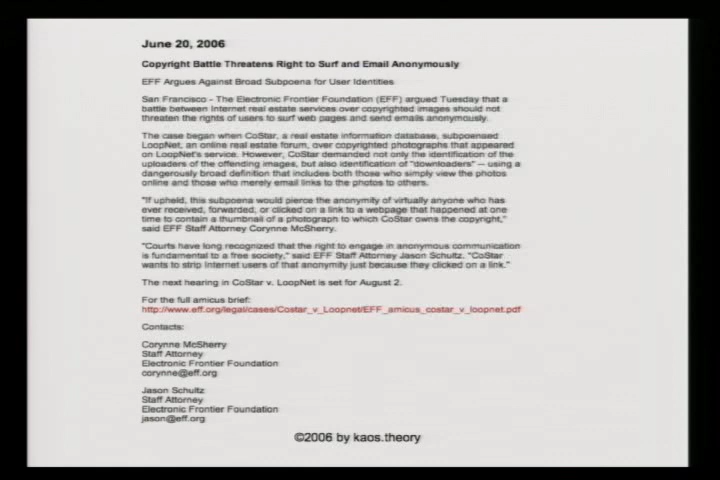 June 20, 2006
Copyright Battle Threatens Right to Surf and Email Anonymously
EFF Argues Against Broad Subpoena for User Identities
San Francisco - The Electronic Frontier Foundation (EFF) argued Tuesday that a
battle between Internet real estate services over copyrighted images should not
threaten the rights of users to surf web pages and send emails anonymously.
The case began when CoStar, a real estate information database, subpoenaed
LoopNet, an online real estate forum, over copyrighted photographs that appeared
on LoopNet's service. However, CoStar demanded not only the identification of the
uploaders of the offending images, but also identification of "downloaders" -- using a
dangerously broad definition that includes both those who simply view the photos
online and those who merely email links to the photos to others.
"If upheld, this subpoena would pierce the anonymity of virtually anyone who has
ever received, forwarded, or clicked on a link to a webpage that happened at one
time to contain a thumbnail of a photograph to which CoStar owns the copyright,"
said EFF Staff Attorney Corynne McSherry.
"Courts have long recognized that the right to engage in anonymous communication
is fundamental to a free society," said EFF Staff Attorney Jason Schultz. "CoStar
wants to strip Internet users of that anonymity just because they clicked on a link."
The next hearing in CoStar v. LoopNet is set for August 2.
For the full amicus brief:
http://www.eff.org/legal/cases/Costar_v_Loopnet/EFF_amicus_costar_v_loopnet.pdf
Contacts:
Corynne McSherry
Staff Attorney
Electronic Frontier Foundation
corynne@eff.org
Jason Schultz
Staff Attorney
Electronic Frontier Foundation
jason@eff.org
©2006 by kaos.theory